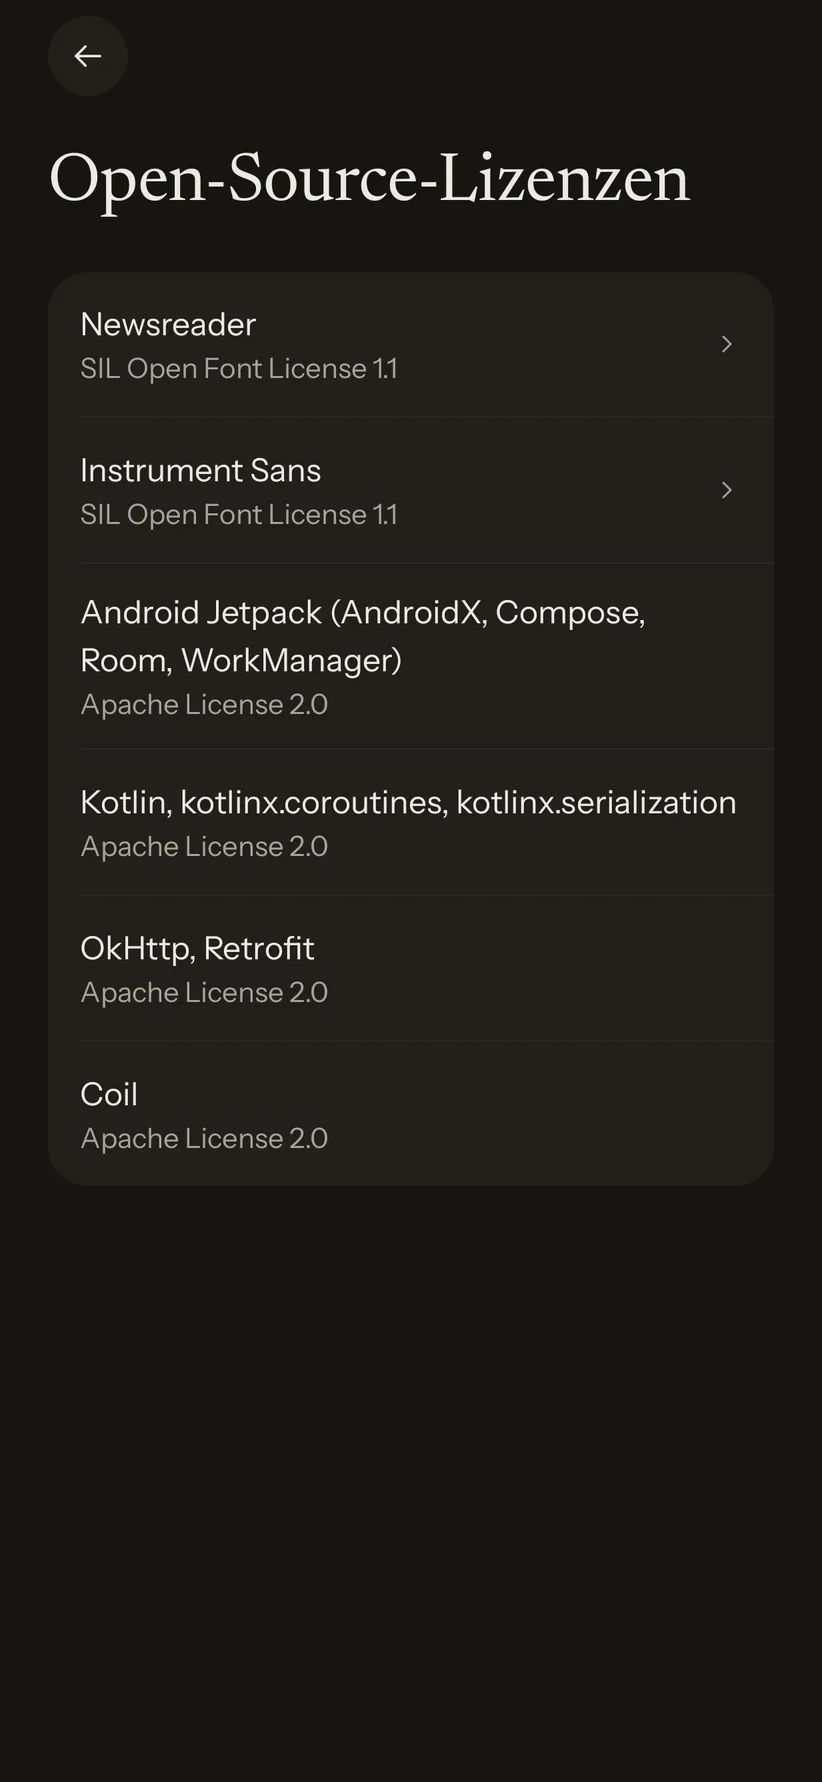 Open-Source-Lizenzen
Newsreader
SIL Open Font License 1.1
Instrument Sans
SIL Open Font License 1.1
Android Jetpack (AndroidX, Compose,
Room, WorkManager)
Apache License 2.0
Kotlin, kotlinx.coroutines, kotlinx.serialization
Apache License 2.0
OkHttp, Retrofit
Apache License 2.0
Coil
Apache License 2.0